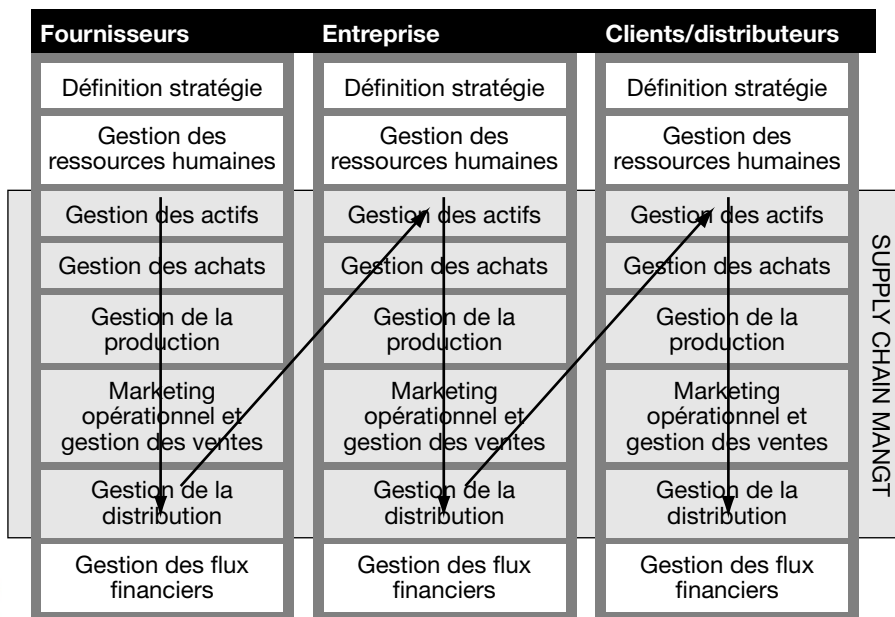 Fournisseurs
Entreprise
Clients/distributeurs
Définition stratégie
Gestion des
ressources humaines
Gestion des actifs
Gestion des achats
Gestion de la
production
Marketing
opérationnel et
gestion des ventes
Gestion de la
distribution
Gestion des flux
financiers
Définition stratégie
Gestion des
ressources humaines
Gestion des actifs
Gestion des achats
Gestion de la
production
Marketing
opérationnel et
gestion des ventes
Gestion de la
distribution
Gestion des flux
financiers
Définition stratégie
Gestion des
ressources humaines
Gestion des actifs
Gestion des achats
Gestion de la
production
Marketing
opérationnel et
gestion des ventes
Gestion de la
distribution
Gestion des flux
financiers
SUPPLY CHAIN MANGT